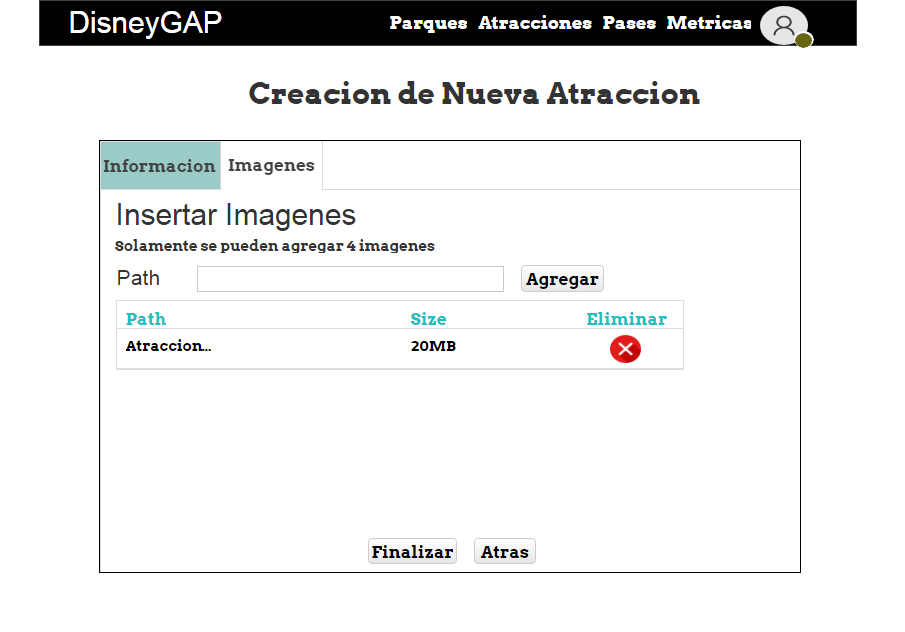 DisneyGAP Parques Atracciones Pases Metricas
Creacion de Nueva Atraccion
Informacion Imagenes
Insertar Imagenes
Solamente se pueden agregar 4 imagenes
Path Agregar
Path Size Eliminar
Atraccion... 20MB
Finalizar Atras